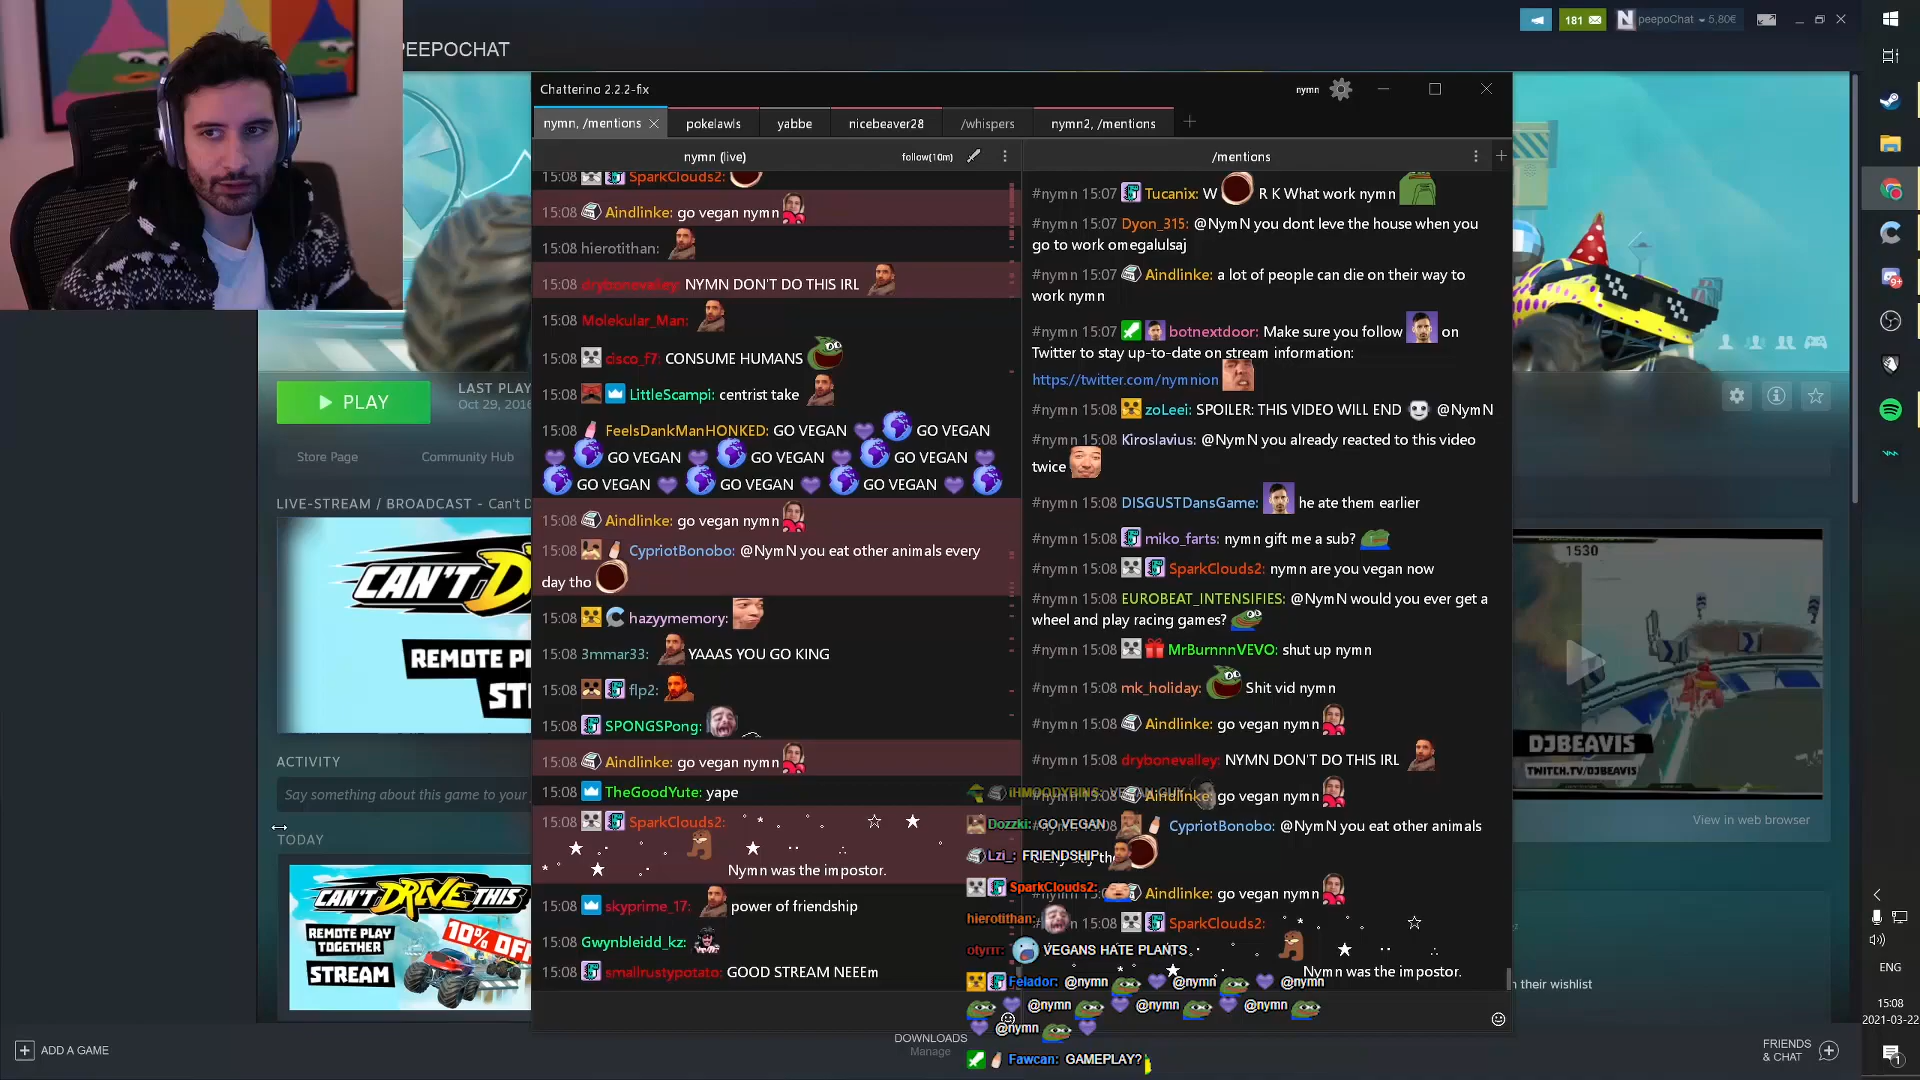 PEEPOCHAT
181
peepoChat
5,80€
Chatterino 2.2.2-fix
nymn
nymn, /mentions
pokelawls
yabbe
nicebeaver28
/whispers
nymn2, /mentions
nymn (live)
follow(10m)
/mentions
15:08 SparkClouds2:
15:08 Aindlinke: go vegan nymn
15:08 hierotithan:
15:08 drybonevalley: NYMN DON'T DO THIS IRL
15:08 Molekular_Man:
15:08 cisco_f7: CONSUME HUMANS
15:08 LittleScampi: centrist take
15:08 FeelsDankManHONKED: GO VEGAN GO VEGAN
GO VEGAN GO VEGAN GO VEGAN
GO VEGAN GO VEGAN GO VEGAN
15:08 Aindlinke: go vegan nymn
15:08 CypriotBonobo: @NymN you eat other animals every
day tho
15:08 hazyymemory:
15:08 3mmar33: YAAAS YOU GO KING
15:08 flp2:
15:08 SPONGSPong:
15:08 Aindlinke: go vegan nymn
15:08 TheGoodYute: yape
15:08 SparkClouds2:
Nymn was the impostor.
15:08 skyprime_17: power of friendship
15:08 Gwynbleidd_kz:
15:08 smallrustypotato: GOOD STREAM NEEEm
#nymn 15:07 Tucanix: W R K What work nymn
#nymn 15:07 Dyon_315: @NymN you dont leve the house when you
go to work omegalulsaj
#nymn 15:07 Aindlinke: a lot of people can die on their way to
work nymn
#nymn 15:07 botnextdoor: Make sure you follow on
Twitter to stay up-to-date on stream information:
https://twitter.com/nymnion
#nymn 15:08 zoLeei: SPOILER: THIS VIDEO WILL END @NymN
#nymn 15:08 Kiroslavius: @NymN you already reacted to this video
twice
#nymn 15:08 DISGUSTDansGame: he ate them earlier
#nymn 15:08 miko_farts: nymn gift me a sub?
#nymn 15:08 SparkClouds2: nymn are you vegan now
#nymn 15:08 EUROBEAT_INTENSIFIES: @NymN would you ever get a
wheel and play racing games?
#nymn 15:08 MrBurnnnVEVO: shut up nymn
#nymn 15:08 mk_holiday: Shit vid nymn
#nymn 15:08 Aindlinke: go vegan nymn
#nymn 15:08 drybonevalley: NYMN DON'T DO THIS IRL
#nymn 15:08 Aindlinke: go vegan nymn
CypriotBonobo: @NymN you eat other animals
Aindlinke: go vegan nymn
15:08 SparkClouds2:
Nymn was the impostor.
iHMOODYBINS:
Dozzki: GO VEGAN
Lzi_: FRIENDSHIP
SparkClouds2:
hierotithan:
otyrrr: VEGANS HATE PLANTS
Felador: @nymn @nymn @nymn
@nymn @nymn @nymn
@nymn
Fawcan: GAMEPLAY?
PLAY
LAST PLAY
Oct 29, 2016
Store Page
Community Hub
LIVE-STREAM / BROADCAST - Can't D
CAN'T D
REMOTE PL
ST
ACTIVITY
Say something about this game to your
TODAY
CAN'T DRIVE THIS
REMOTE PLAY
TOGETHER
STREAM
10% OFF
1530
DJBEAVIS
TWITCH.TV/DJBEAVIS
View in web browser
n their wishlist
ADD A GAME
DOWNLOADS
Manage
FRIENDS
& CHAT
9+
ENG
15:08
2021-03-22
1